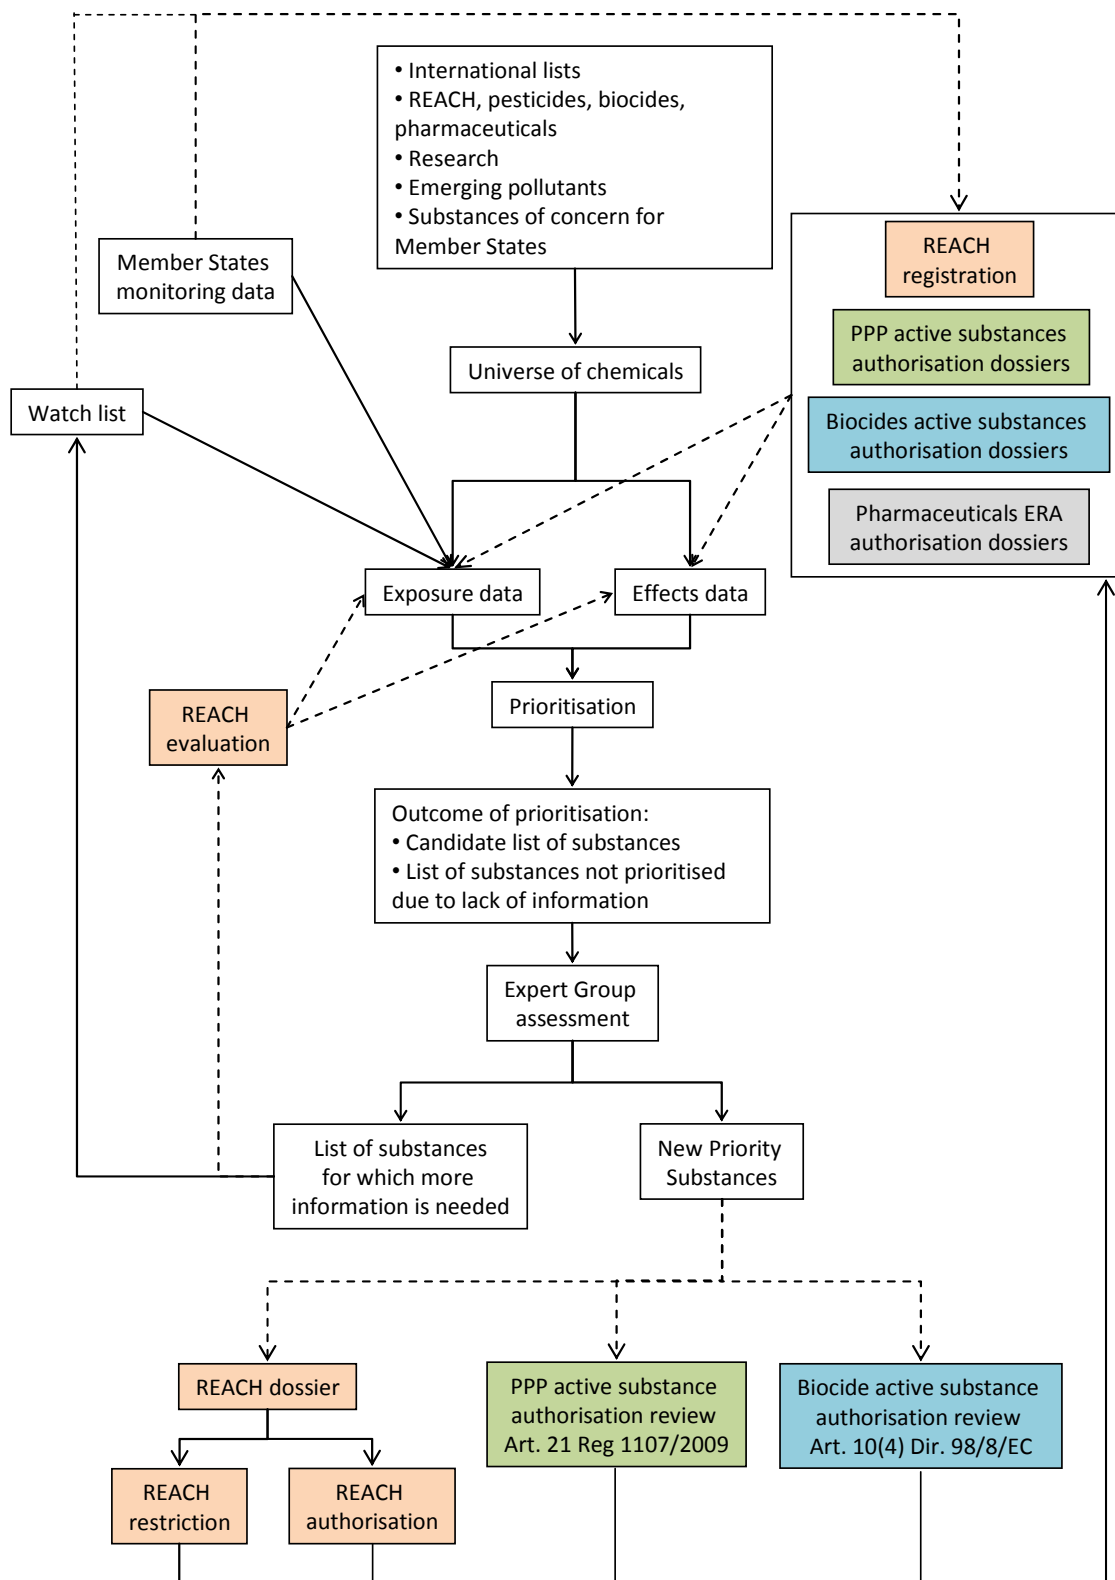 • International lists
• REACH, pesticides, biocides,
pharmaceuticals
• Research
• Emerging pollutants
• Substances of concern for
Member States
Member States
monitoring data
REACH
registration
PPP active substances
authorisation dossiers
Universe of chemicals
Watch list
Biocides active substances
authorisation dossiers
Pharmaceuticals ERA
authorisation dossiers
Exposure data
Effects data
REACH
evaluation
Prioritisation
Outcome of prioritisation:
• Candidate list of substances
• List of substances not prioritised
due to lack of information
Expert Group
assessment
List of substances
for which more
information is needed
New Priority
Substances
REACH dossier
PPP active substance
authorisation review
Art. 21 Reg 1107/2009
Biocide active substance
authorisation review
Art. 10(4) Dir. 98/8/EC
REACH
restriction
REACH
authorisation